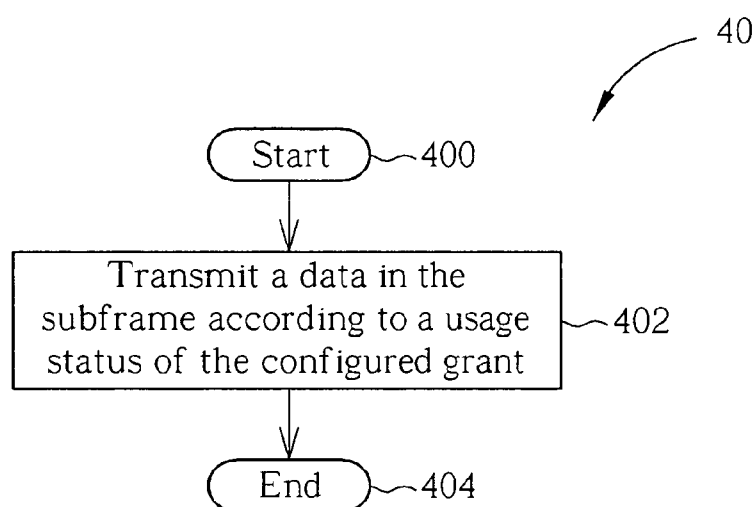 40
Start
400
Transmit a data in the
subframe according to a usage
status of the configured grant
402
End
404